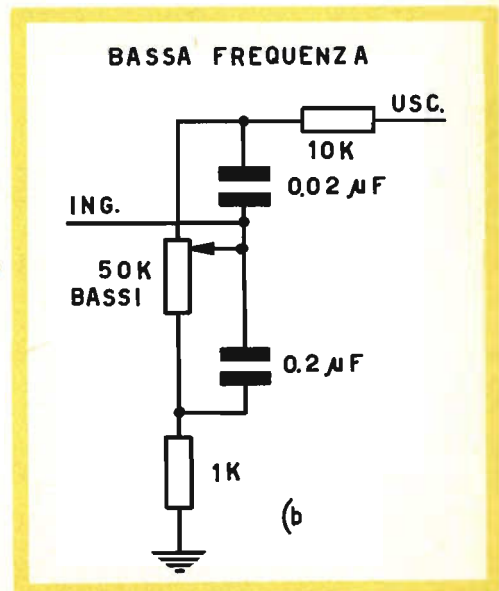 BASSA FREQUENZA
USC.
10K
0.02 µF
ING.
50K
BASSI
0.2 µF
1K
(b